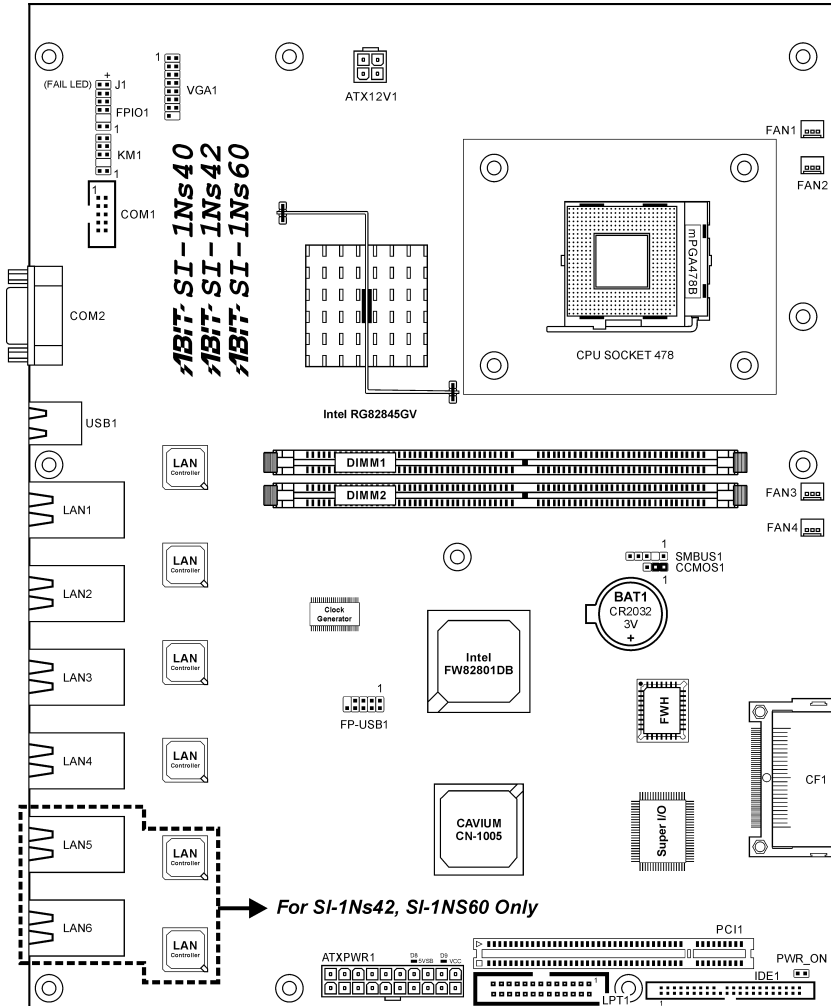 1
(FAIL LED)
+
J1
FPIO1
1
KM1
1
VGA1
ATX12V1
FAN1
FAN2
1
COM1
ABIT SI-1Ns40
ABIT SI-1Ns42
ABIT SI-1Ns60
mPGA478B
COM2
CPU SOCKET 478
USB1
Intel RG82845GV
LAN
Controller
DIMM1
DIMM2
LAN1
FAN3
FAN4
1
SMBUS1
CCMOS1
1
LAN
Controller
LAN2
Clock
Generator
BAT1
CR2032
3V
+
LAN
Controller
LAN3
Intel
FW82801DB
1
FP-USB1
FWH
LAN
Controller
LAN4
CF1
CAVIUM
CN-1005
Super I/O
LAN5
LAN
Controller
For SI-1Ns42, SI-1NS60 Only
LAN6
LAN
Controller
PCI1
ATXPWR1
D8
5VSB
D9
VCC
PWR_ON
IDE1
1
LPT1
1